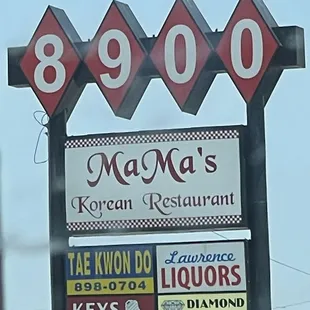 8900
MaMa's
Korean Restaurant
TAE KWON DO
898-0704
Lawrence
LIQUORS
KEYS
DIAMOND